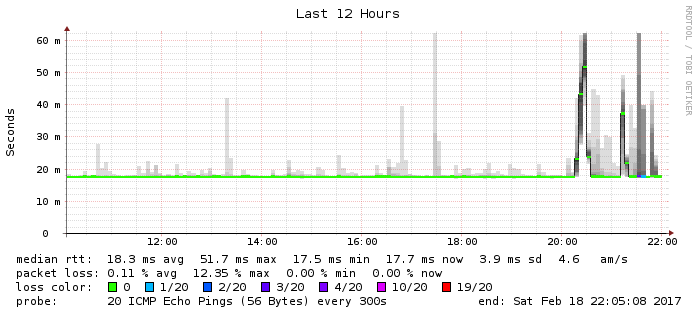 Last 12 Hours
RRDTOOL / TOBI OETIKER
Seconds
60 m
50 m
40 m
30 m
20 m
10 m
0
12:00 14:00 16:00 18:00 20:00 22:00
median rtt: 18.3 ms avg 51.7 ms max 17.5 ms min 17.7 ms now 3.9 ms sd 4.6 am/s
packet loss: 0.11 % avg 12.35 % max 0.00 % min 0.00 % now
loss color: 0 1/20 2/20 3/20 4/20 10/20 19/20
probe: 20 ICMP Echo Pings (56 Bytes) every 300s end: Sat Feb 18 22:05:08 2017